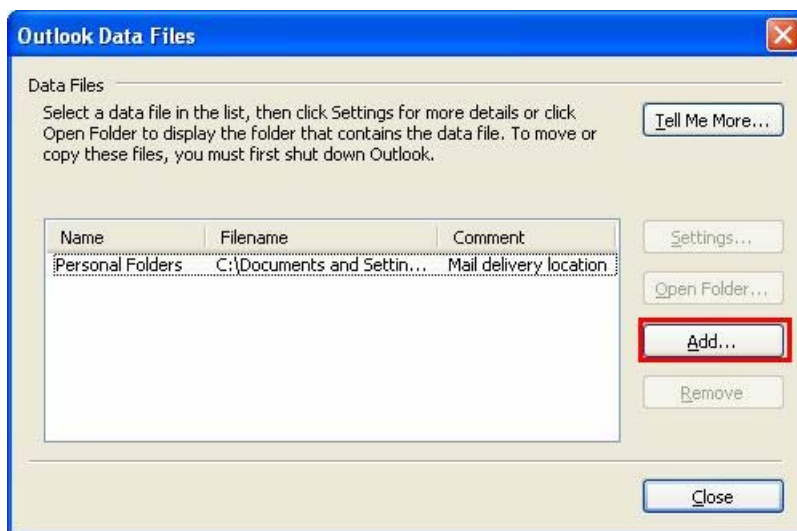 Outlook Data Files
Data Files
Select a data file in the list, then click Settings for more details or click
Open Folder to display the folder that contains the data file. To move or
copy these files, you must first shut down Outlook.
Tell Me More...
Name Filename Comment
Personal Folders C:\Documents and Settin... Mail delivery location
Settings...
Open Folder...
Add...
Remove
Close